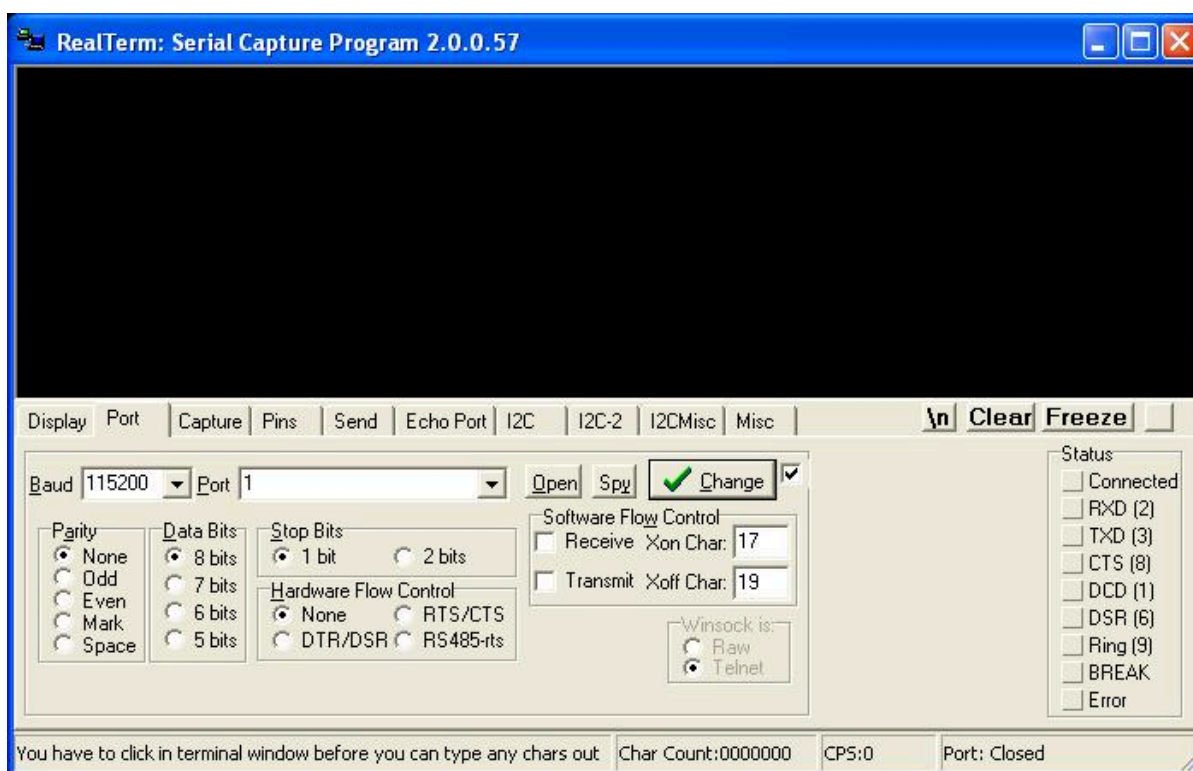 RealTerm: Serial Capture Program 2.0.0.57
Display Port Capture Pins Send Echo Port I2C I2C-2 I2CMisc Misc \n Clear Freeze
Baud 115200 Port 1 Open Spy Change
Parity
None
Odd
Even
Mark
Space
Data Bits
8 bits
7 bits
6 bits
5 bits
Stop Bits
1 bit 2 bits
Hardware Flow Control
None RTS/CTS
DTR/DSR RS485-rts
Software Flow Control
Receive Xon Char: 17
Transmit Xoff Char: 19
Winsock is:
Raw
Telnet
Status
Connected
RXD (2)
TXD (3)
CTS (8)
DCD (1)
DSR (6)
Ring (9)
BREAK
Error
You have to click in terminal window before you can type any chars out Char Count:0000000 CPS:0 Port: Closed